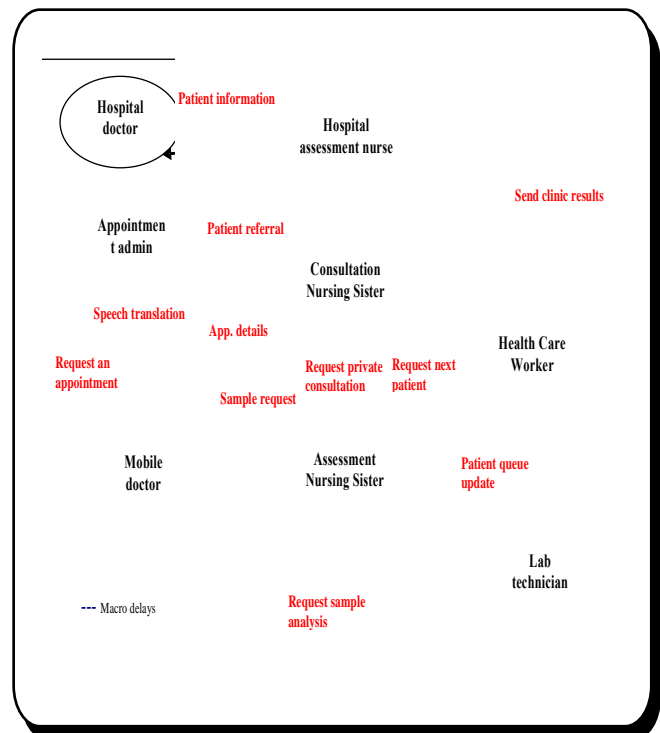 Patient information
Hospital
doctor
Hospital
assessment nurse
Send clinic results
Appointmen
t admin
Patient referral
Consultation
Nursing Sister
Speech translation
App. details
Health Care
Worker
Request an
appointment
Request private
consultation
Request next
patient
Sample request
Mobile
doctor
Assessment
Nursing Sister
Patient queue
update
Lab
technician
--- Macro delays
Request sample
analysis